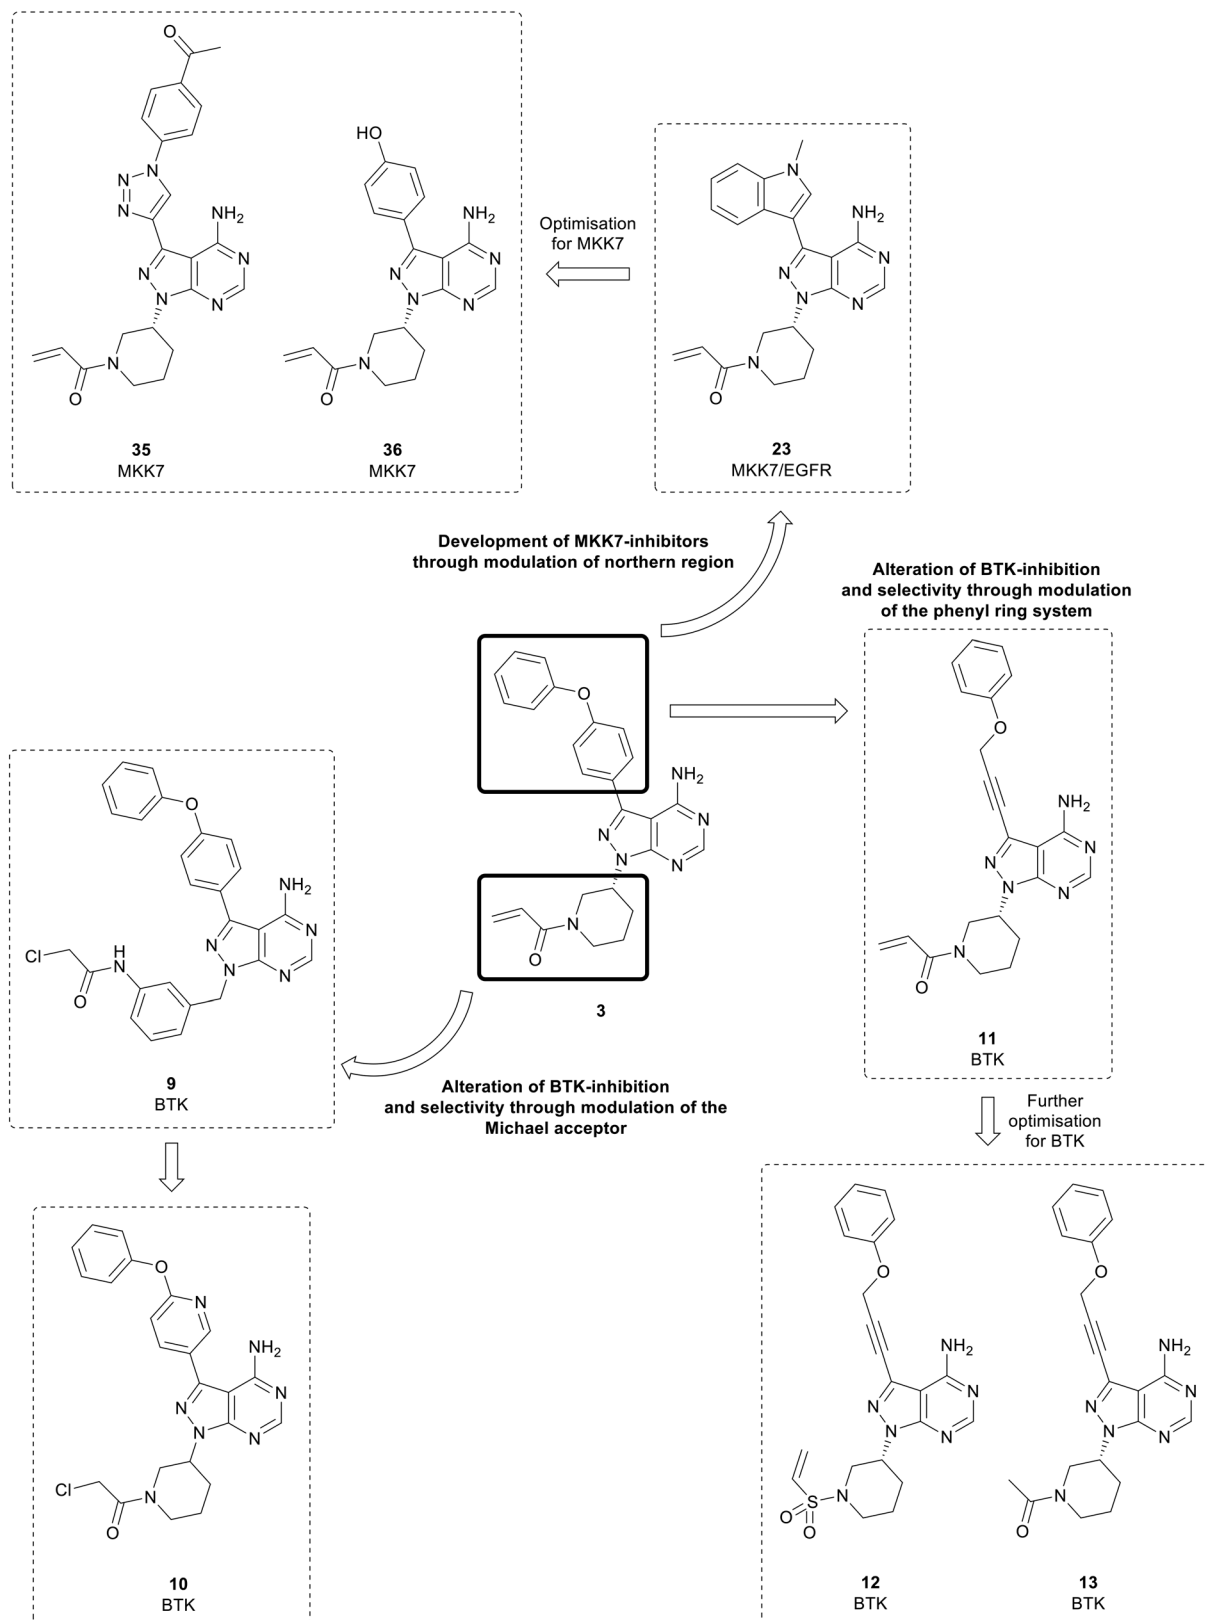 O
N
N
N
NH2
N
N
N
N
N
O
35
MKK7
HO
NH2
N
N
N
N
N
O
36
MKK7
Optimisation
for MKK7
N
NH2
N
N
N
N
N
O
23
MKK7/EGFR
Development of MKK7-inhibitors
through modulation of northern region
Alteration of BTK-inhibition
and selectivity through modulation
of the phenyl ring system
O
NH2
N
N
N
N
N
O
3
O
NH2
N
N
N
N
N
O
11
BTK
O
NH2
N
N
N
N
Cl
H
N
O
9
BTK
Alteration of BTK-inhibition
and selectivity through modulation of the
Michael acceptor
Further
optimisation
for BTK
O
N
NH2
N
N
N
N
Cl
N
O
10
BTK
O
NH2
N
N
N
N
N
S
O
O
12
BTK
O
NH2
N
N
N
N
N
O
13
BTK